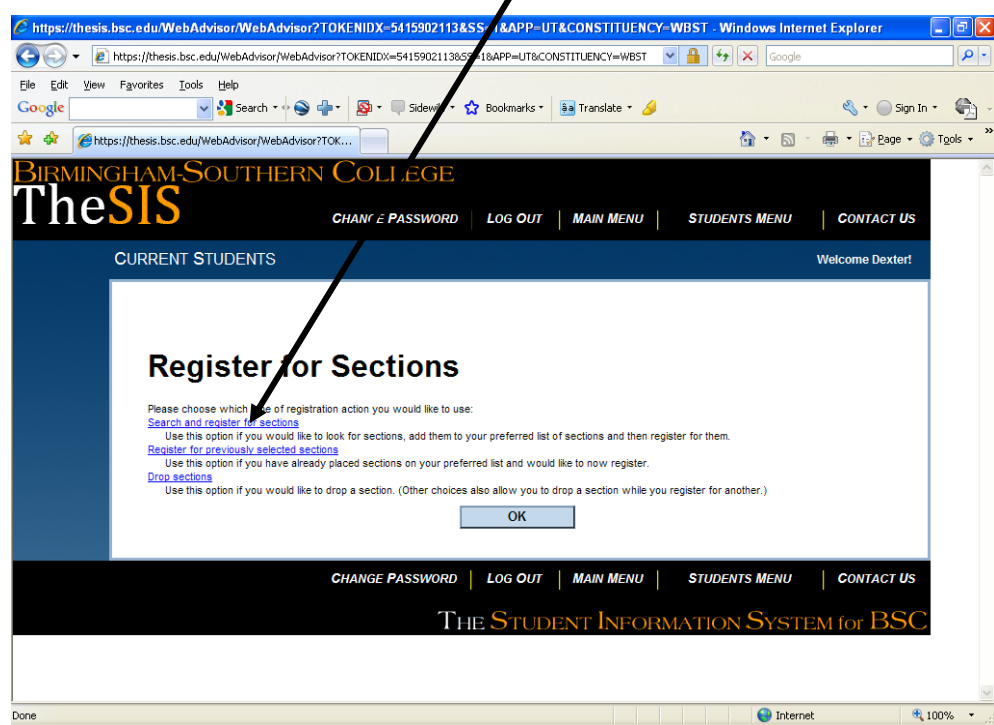 https://thesis.bsc.edu/WebAdvisor/WebAdvisor?TOKENIDX=5415902113&SS=1&APP=UT&CONSTITUENCY=WBST - Windows Internet Explorer
https://thesis.bsc.edu/WebAdvisor/WebAdvisor?TOKENIDX=5415902113&SS=1&APP=UT&CONSTITUENCY=WBST Google
File Edit View Favorites Tools Help
Google Search Sidewiki Bookmarks Translate Sign In
https://thesis.bsc.edu/WebAdvisor/WebAdvisor?TOK... Page Tools
BIRMINGHAM-SOUTHERN COLLEGE
TheSIS
CHANGE PASSWORD LOG OUT MAIN MENU STUDENTS MENU CONTACT US
CURRENT STUDENTS Welcome Dexter!
Register for Sections
Please choose which type of registration action you would like to use:
Search and register for sections
Use this option if you would like to look for sections, add them to your preferred list of sections and then register for them.
Register for previously selected sections
Use this option if you have already placed sections on your preferred list and would like to now register.
Drop sections
Use this option if you would like to drop a section. (Other choices also allow you to drop a section while you register for another.)
OK
CHANGE PASSWORD LOG OUT MAIN MENU STUDENTS MENU CONTACT US
THE STUDENT INFORMATION SYSTEM for BSC
Done Internet 100%